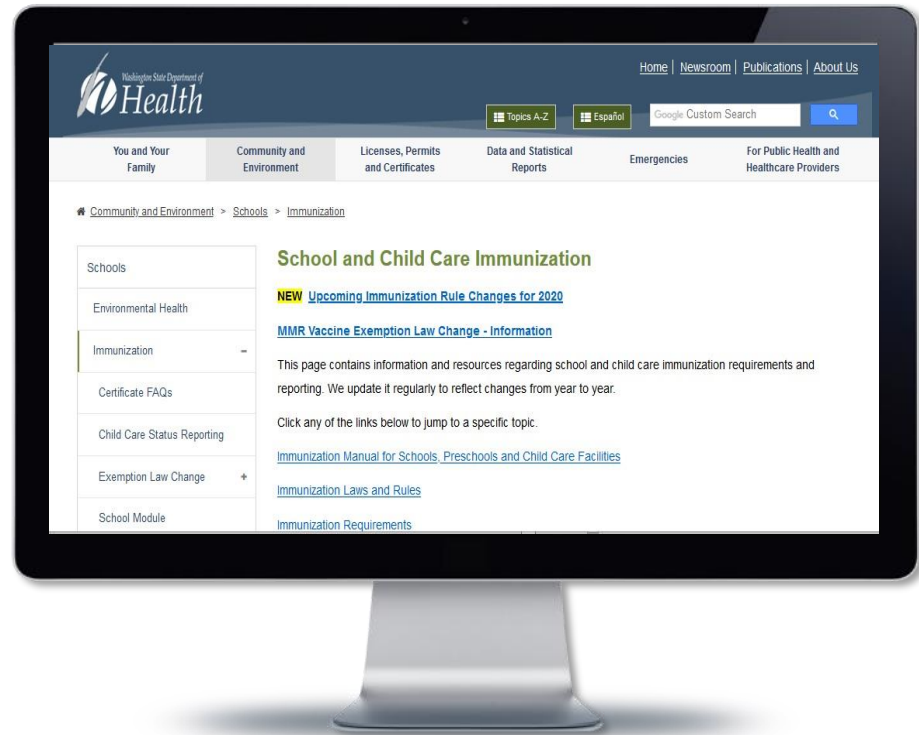 Washington State Department of
Health
Home | Newsroom | Publications | About Us
Topics A-Z
Español
Google Custom Search
You and Your
Family
Community and
Environment
Licenses, Permits
and Certificates
Data and Statistical
Reports
Emergencies
For Public Health and
Healthcare Providers
Community and Environment > Schools > Immunization
Schools
Environmental Health
Immunization -
Certificate FAQs
Child Care Status Reporting
Exemption Law Change +
School Module
School and Child Care Immunization
NEW Upcoming Immunization Rule Changes for 2020
MMR Vaccine Exemption Law Change - Information
This page contains information and resources regarding school and child care immunization requirements and
reporting. We update it regularly to reflect changes from year to year.
Click any of the links below to jump to a specific topic.
Immunization Manual for Schools, Preschools and Child Care Facilities
Immunization Laws and Rules
Immunization Requirements